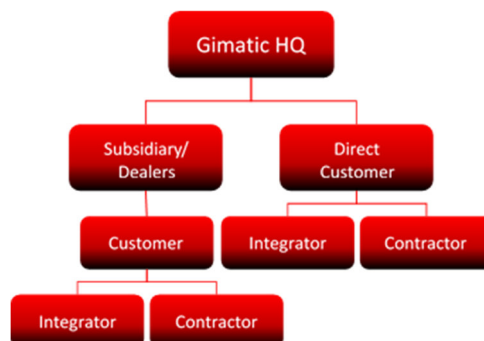 Gimatic HQ
Subsidiary/
Dealers
Direct
Customer
Customer
Integrator
Contractor
Integrator
Contractor